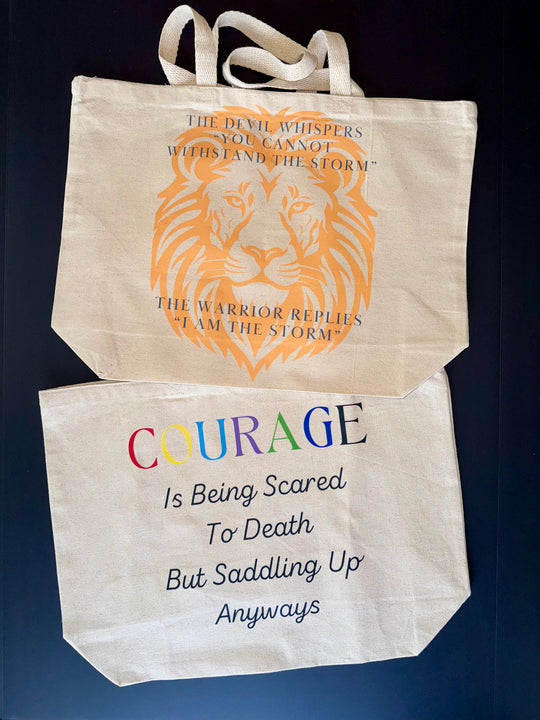 THE DEVIL WHISPERS
"YOU CANNOT
WITHSTAND THE STORM"
THE WARRIOR REPLIES
"I AM THE STORM"
COURAGE
Is Being Scared
To Death
But Saddling Up
Anyways